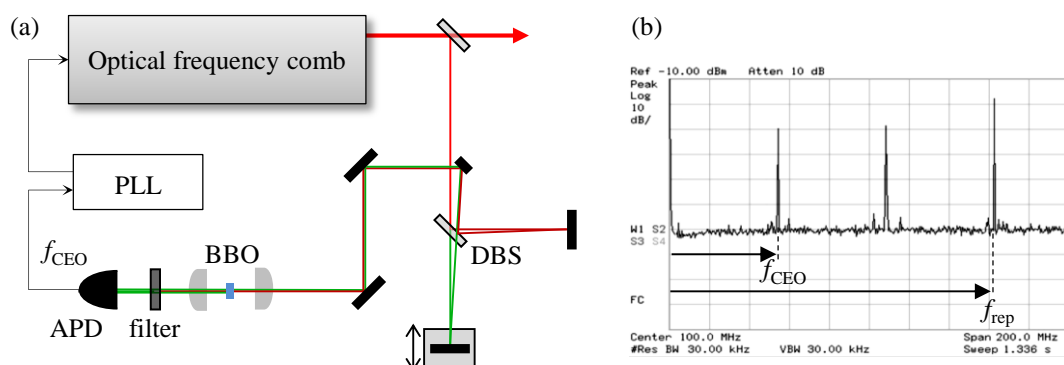 (a)
Optical frequency comb
PLL
fCEO
BBO
DBS
APD
filter
(b)
Ref -10.00 dBm Atten 10 dB
Peak
Log
10
dB/
W1 S2
S3 S4
FC
fCEO
frep
Center 100.0 MHz Span 200.0 MHz
#Res BW 30.00 kHz VBW 30.00 kHz Sweep 1.336 s